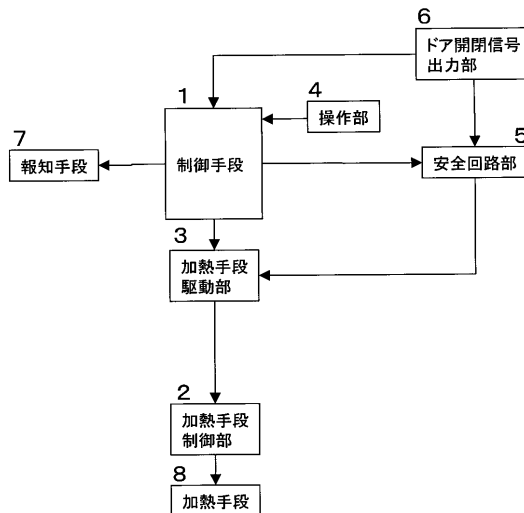 6
ドア開閉信号
出力部
1
4
操作部
7
報知手段
制御手段
5
安全回路部
3
加熱手段
駆動部
2
加熱手段
制御部
8
加熱手段